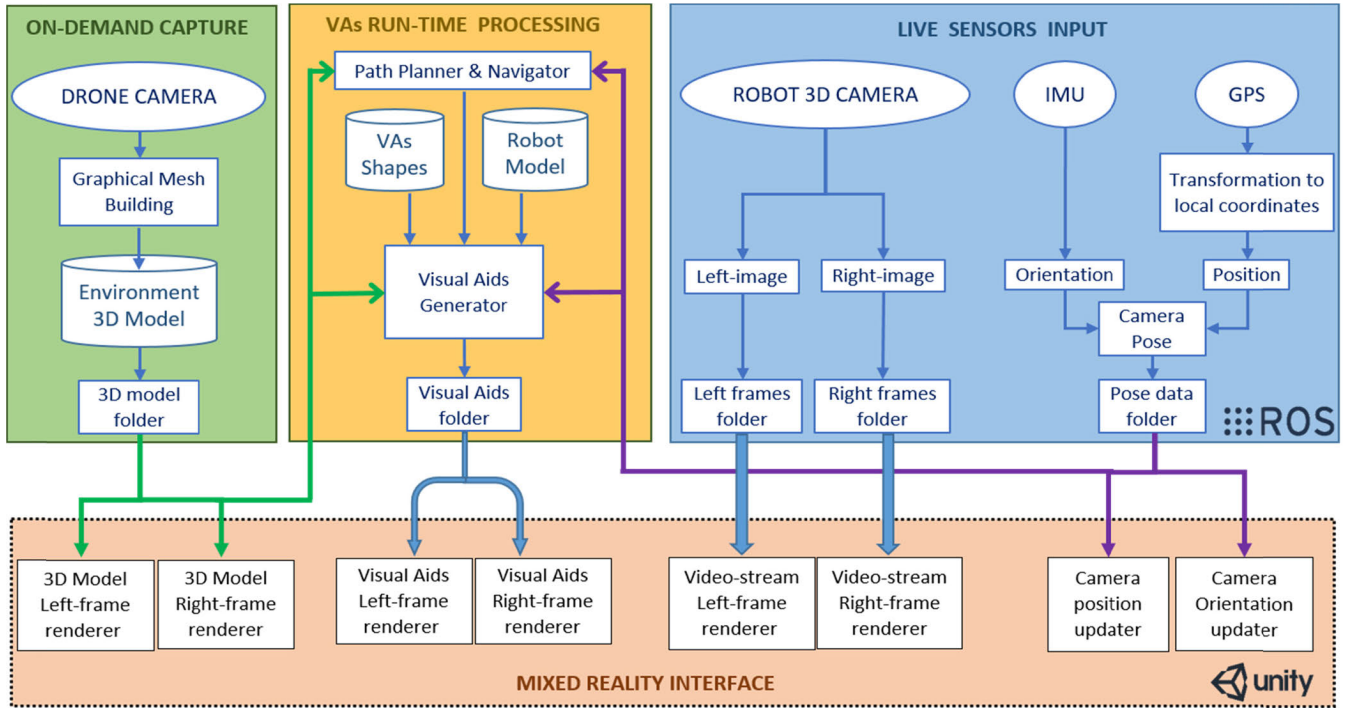 ON-DEMAND CAPTURE
DRONE CAMERA
Graphical Mesh
Building
Environment
3D Model
3D model
folder
VAs RUN-TIME PROCESSING
Path Planner & Navigator
VAs
Shapes
Robot
Model
Visual Aids
Generator
Visual Aids
folder
LIVE SENSORS INPUT
ROBOT 3D CAMERA
IMU
GPS
Transformation to
local coordinates
Left-image
Right-image
Orientation
Position
Camera
Pose
Left frames
folder
Right frames
folder
Pose data
folder
ROS
3D Model
Left-frame
renderer
3D Model
Right-frame
renderer
Visual Aids
Left-frame
renderer
Visual Aids
Right-frame
renderer
Video-stream
Left-frame
renderer
Video-stream
Right-frame
renderer
Camera
position
updater
Camera
Orientation
updater
MIXED REALITY INTERFACE
unity